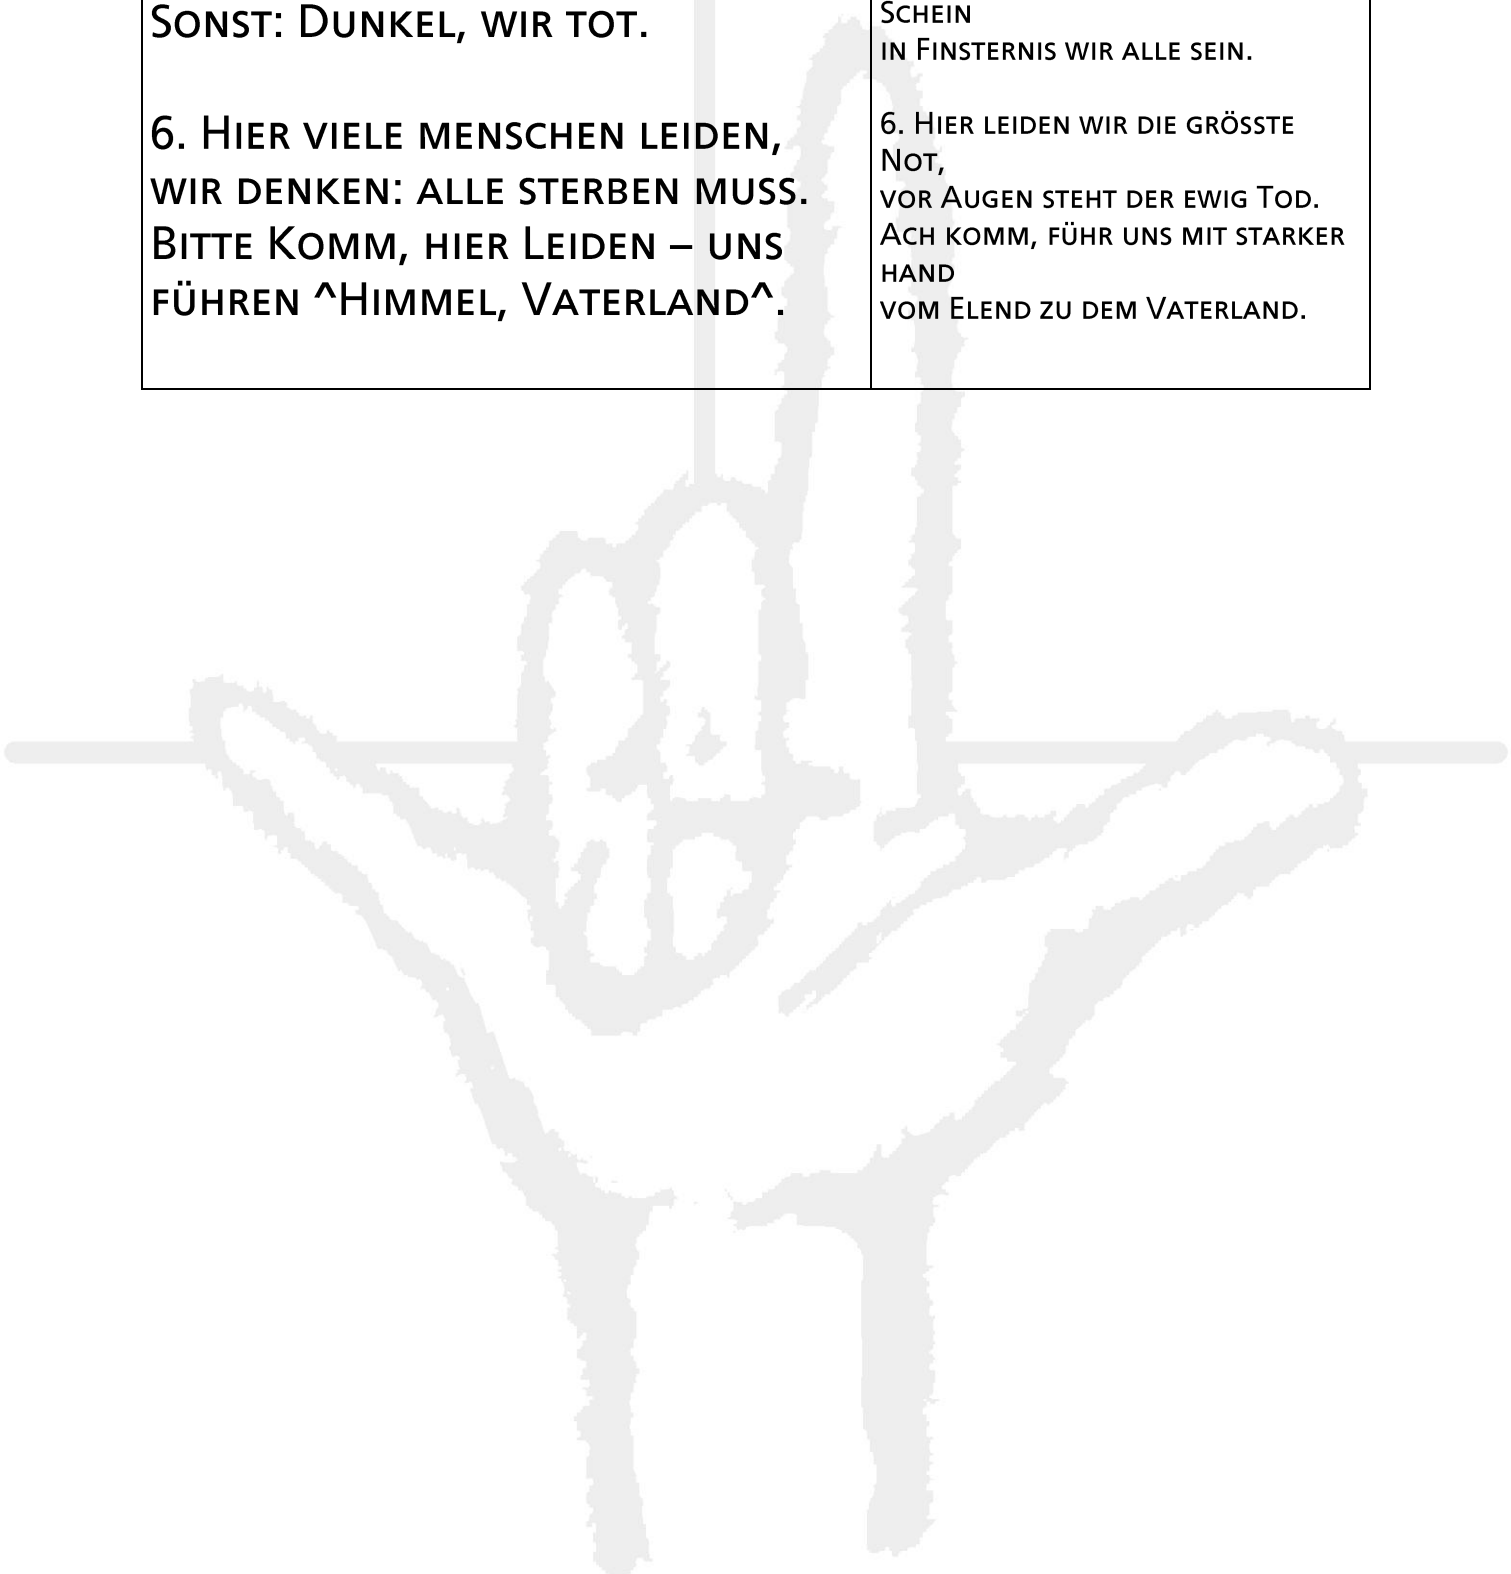 Sonst: Dunkel, wir tot.
6. Hier viele menschen leiden,
wir denken: alle sterben muss.
Bitte Komm, hier Leiden – uns
führen ^Himmel, Vaterland^.
Schein
in Finsternis wir alle sein.
6. Hier leiden wir die grösste
Not,
vor Augen steht der ewig Tod.
Ach komm, führ uns mit starker
hand
vom Elend zu dem Vaterland.